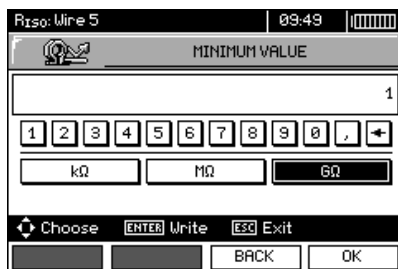 RISO: Wire 5 09:49
MINIMUM VALUE
1
1 2 3 4 5 6 7 8 9 0 , ←
kΩ MΩ GΩ
Choose ENTER Write ESC Exit
BACK OK